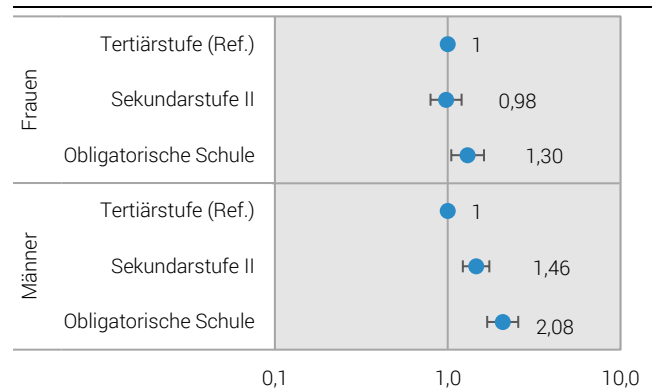 Frauen
Tertiärstufe (Ref.) 1
Sekundarstufe II 0,98
Obligatorische Schule 1,30
Männer
Tertiärstufe (Ref.) 1
Sekundarstufe II 1,46
Obligatorische Schule 2,08
0,1 1,0 10,0